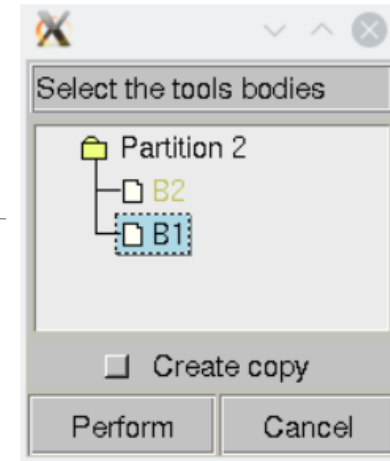 Select the tools bodies
Partition 2
B2
B1
Create copy
Perform Cancel